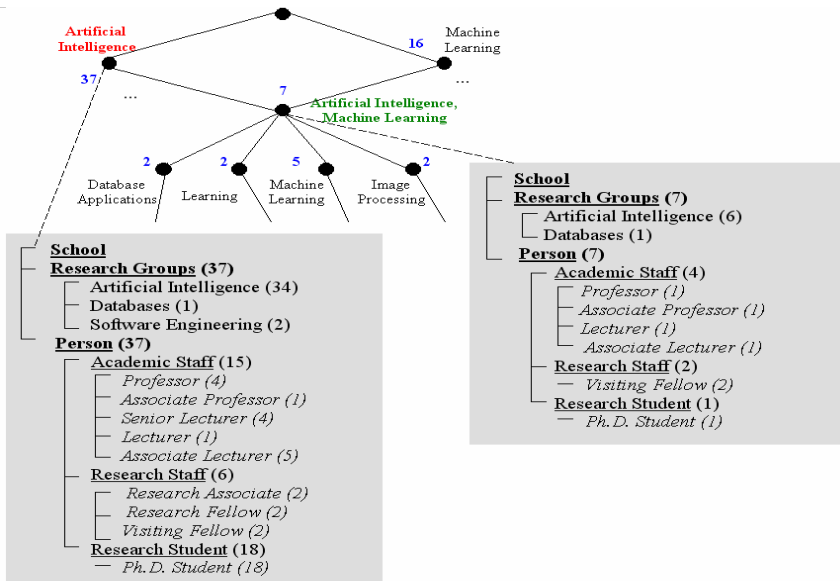 Artificial
Intelligence
37
...
16
Machine
Learning
...
7
Artificial Intelligence,
Machine Learning
2
Database
Applications
2
Learning
5
Machine
Learning
2
Image
Processing
School
Research Groups (37)
Artificial Intelligence (34)
Databases (1)
Software Engineering (2)
Person (37)
Academic Staff (15)
Professor (4)
Associate Professor (1)
Senior Lecturer (4)
Lecturer (1)
Associate Lecturer (5)
Research Staff (6)
Research Associate (2)
Research Fellow (2)
Visiting Fellow (2)
Research Student (18)
Ph.D. Student (18)
School
Research Groups (7)
Artificial Intelligence (6)
Databases (1)
Person (7)
Academic Staff (4)
Professor (1)
Associate Professor (1)
Lecturer (1)
Associate Lecturer (1)
Research Staff (2)
Visiting Fellow (2)
Research Student (1)
Ph.D. Student (1)